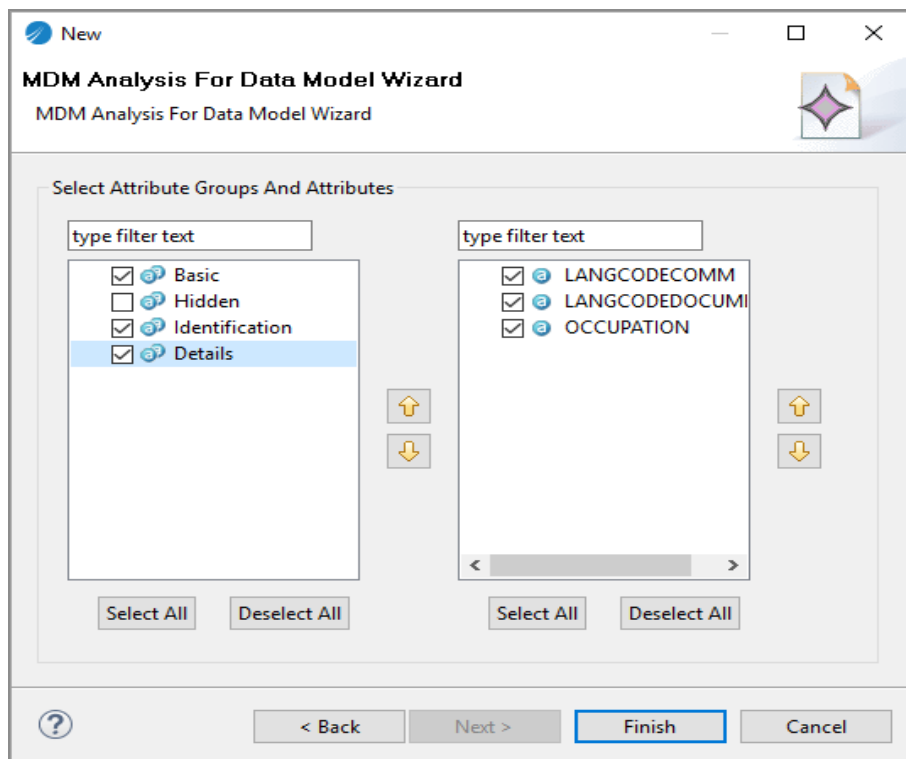 New
MDM Analysis For Data Model Wizard
MDM Analysis For Data Model Wizard
Select Attribute Groups And Attributes
type filter text
Basic
Hidden
Identification
Details
Select All Deselect All
type filter text
LANGCODECOMM
LANGCODEDOCUMI
OCCUPATION
Select All Deselect All
? < Back Next > Finish Cancel